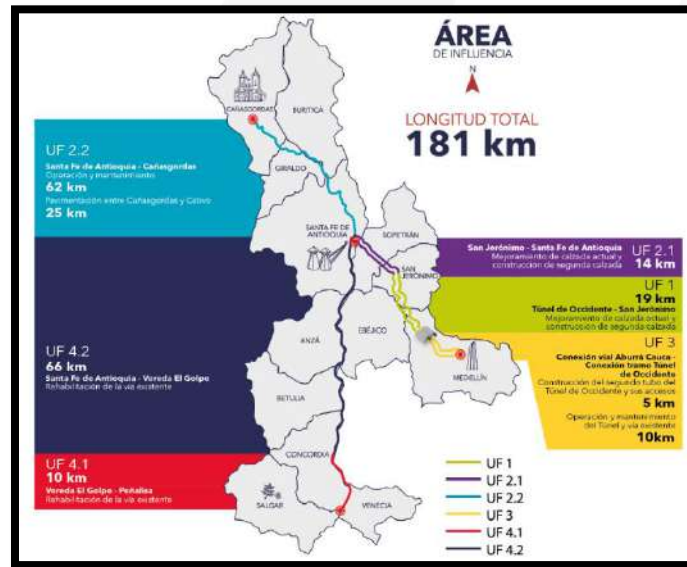 ÁREA
DE INFLUENCIA
N
LONGITUD TOTAL
181 km
UF 2.2
Santa Fe de Antioquia - Cañasgordas
Operación y mantenimiento
62 km
Pavimentación entre Cañasgordas y Cativo
25 km
UF 4.2
66 km
Santa Fe de Antioquia - Vereda El Golpe
Rehabilitación de la vía existente
UF 4.1
10 km
Vereda El Golpe - Peñalisa
Rehabilitación de la vía existente
CAÑASGORDAS
BURITICA
GIRALDO
SANTA FE DE
ANTIOQUIA
SOPETRÁN
SAN
JERÓNIMO
ANZÁ
EBÉJICO
MEDELLÍN
BETULIA
CONCORDIA
SALGAR
VENECIA
San Jerónimo - Santa Fe de Antioquia
Mejoramiento de calzada actual y
construcción de segunda calzada
UF 2.1
14 km
UF 1
19 km
Túnel de Occidente - San Jerónimo
Mejoramiento de calzada actual y
construcción de segunda calzada
UF 3
Conexión vial Aburrá Cauca -
Conexión tramo Túnel
de Occidente
Construcción del segundo tubo del
Túnel de Occidente y sus accesos
5 km
Operación y mantenimiento
del Túnel y vía existente
10km
UF 1
UF 2.1
UF 2.2
UF 3
UF 4.1
UF 4.2